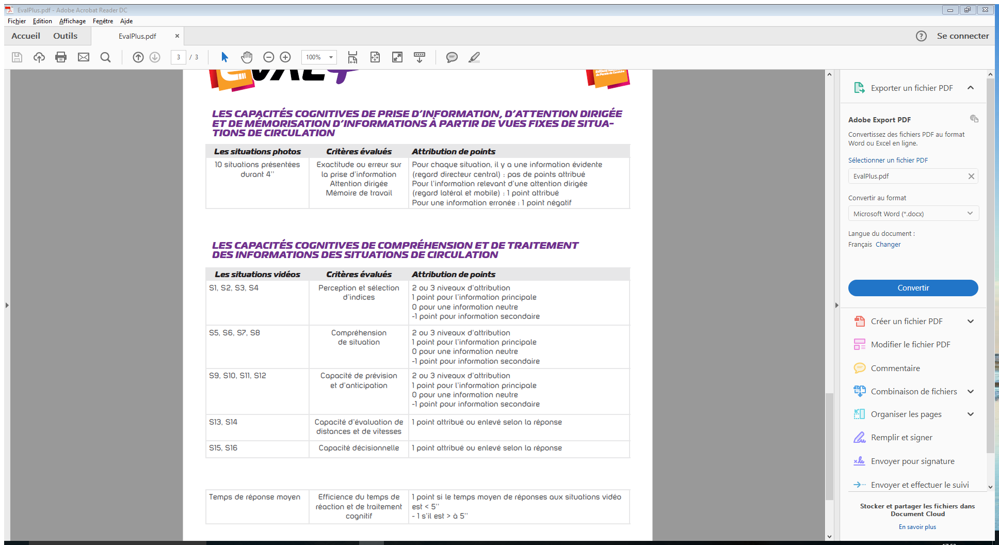 EvalPlus.pdf - Adobe Acrobat Reader DC
Fichier Edition Affichage Fenêtre Aide
Accueil Outils EvalPlus.pdf × ? Se connecter
3 / 3 100%
EVAL+
LES CAPACITÉS COGNITIVES DE PRISE D'INFORMATION, D'ATTENTION DIRIGÉE
ET DE MÉMORISATION D'INFORMATIONS À PARTIR DE VUES FIXES DE SITUA-
TIONS DE CIRCULATION
Les situations photos Critères évalués Attribution de points
10 situations présentées
durant 4''
Exactitude ou erreur sur
la prise d'information
Attention dirigée
Mémoire de travail
Pour chaque situation, il y a une information évidente
(regard directeur central) : pas de points attribué
Pour l'information relevant d'une attention dirigée
(regard latéral et mobile) : 1 point attribué
Pour une information erronée : 1 point négatif
LES CAPACITÉS COGNITIVES DE COMPRÉHENSION ET DE TRAITEMENT
DES INFORMATIONS DES SITUATIONS DE CIRCULATION
Les situations vidéos Critères évalués Attribution de points
S1, S2, S3, S4
Perception et sélection
d'indices
2 ou 3 niveaux d'attribution
1 point pour l'information principale
0 pour une information neutre
-1 point pour information secondaire
S5, S6, S7, S8
Compréhension
de situation
2 ou 3 niveaux d'attribution
1 point pour l'information principale
0 pour une information neutre
-1 point pour information secondaire
S9, S10, S11, S12
Capacité de prévision
et d'anticipation
2 ou 3 niveaux d'attribution
1 point pour l'information principale
0 pour une information neutre
-1 point pour information secondaire
S13, S14
Capacité d'évaluation de
distances et de vitesses
1 point attribué ou enlevé selon la réponse
S15, S16
Capacité décisionnelle
1 point attribué ou enlevé selon la réponse
Temps de réponse moyen
Efficience du temps de
réaction et de traitement
cognitif
1 point si le temps moyen de réponses aux situations vidéo
est < 5''
- 1 s'il est > à 5''
Exporter un fichier PDF
Adobe Export PDF
Convertissez des fichiers PDF au format
Word ou Excel en ligne.
Sélectionner un fichier PDF
EvalPlus.pdf
Convertir au format
Microsoft Word (*.docx)
Langue du document :
Français Changer
Convertir
Créer un fichier PDF
Modifier le fichier PDF
Commentaire
Combinaison de fichiers
Organiser les pages
Remplir et signer
Envoyer pour signature
Envoyer et effectuer le suivi
Stocker et partager les fichiers dans
Document Cloud
En savoir plus